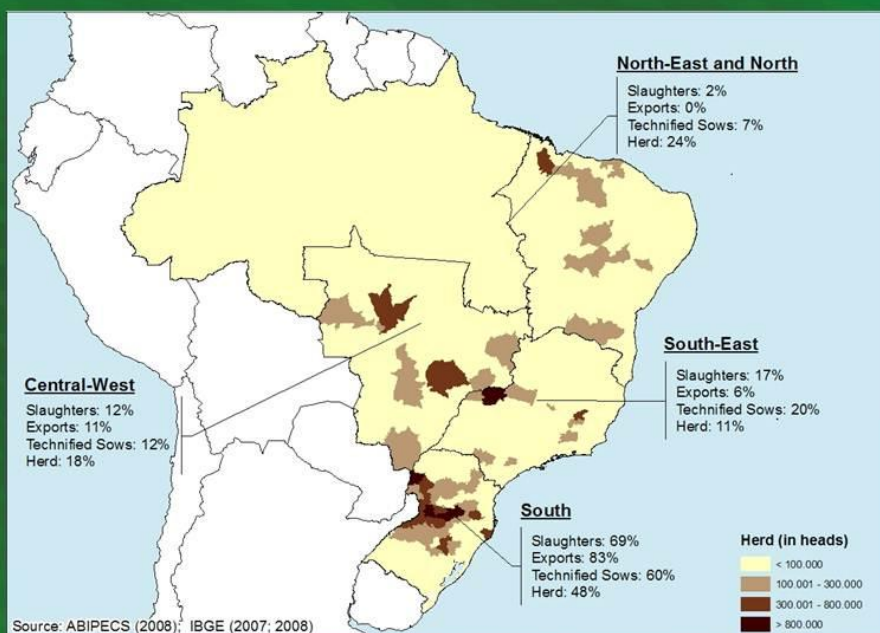 North-East and North
Slaughters: 2%
Exports: 0%
Technified Sows: 7%
Herd: 24%
South-East
Slaughters: 17%
Exports: 6%
Technified Sows: 20%
Herd: 11%
Central-West
Slaughters: 12%
Exports: 11%
Technified Sows: 12%
Herd: 18%
South
Slaughters: 69%
Exports: 83%
Technified Sows: 60%
Herd: 48%
Herd (in heads)
< 100.000
100.001 - 300.000
300.001 - 800.000
> 800.000
Source: ABIPECS (2008); IBGE (2007; 2008)